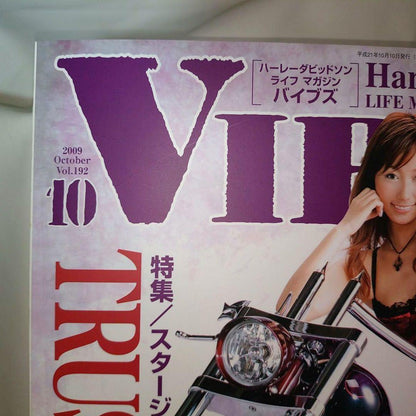 平成21年10月10日発行
ハーレーダビッドソン
ライフ マガジン
バイブズ
Har
LIFE M
VIB
2009
October
Vol.192
'10
特集/スタージ
TRUS